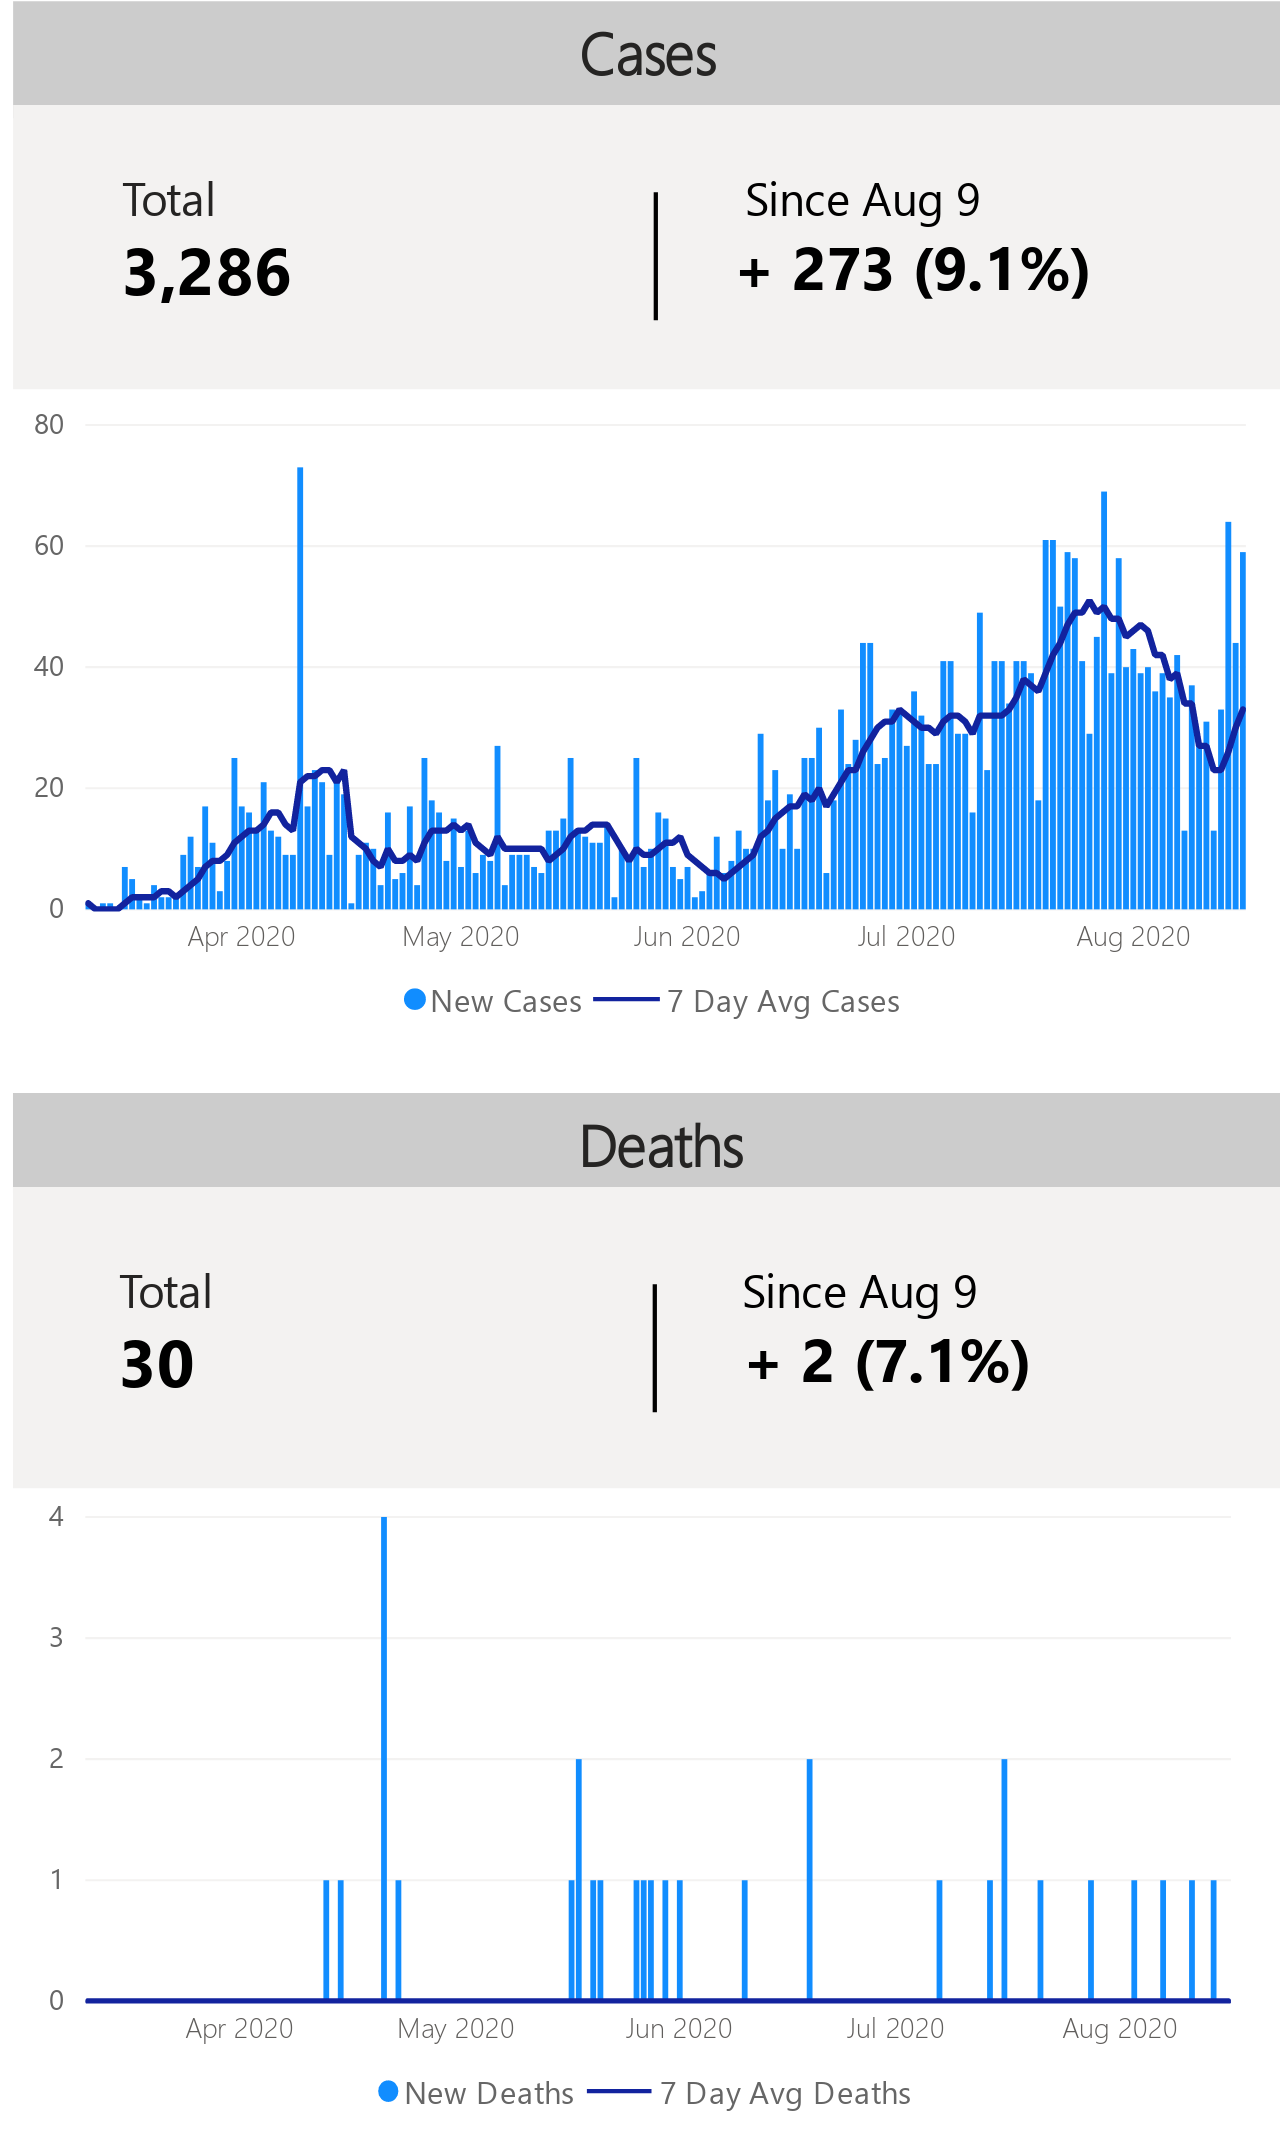 Cases
Total
Since Aug 9
3,286
+ 273 (9.1%)
80
60
40
20
0
Apr 2020 May 2020 Jun 2020 Jul 2020 Aug 2020
New Cases 7 Day Avg Cases
Deaths
Total
Since Aug 9
30
+ 2 (7.1%)
4
3
2
1
0
Apr 2020 May 2020 Jun 2020 Jul 2020 Aug 2020
New Deaths 7 Day Avg Deaths